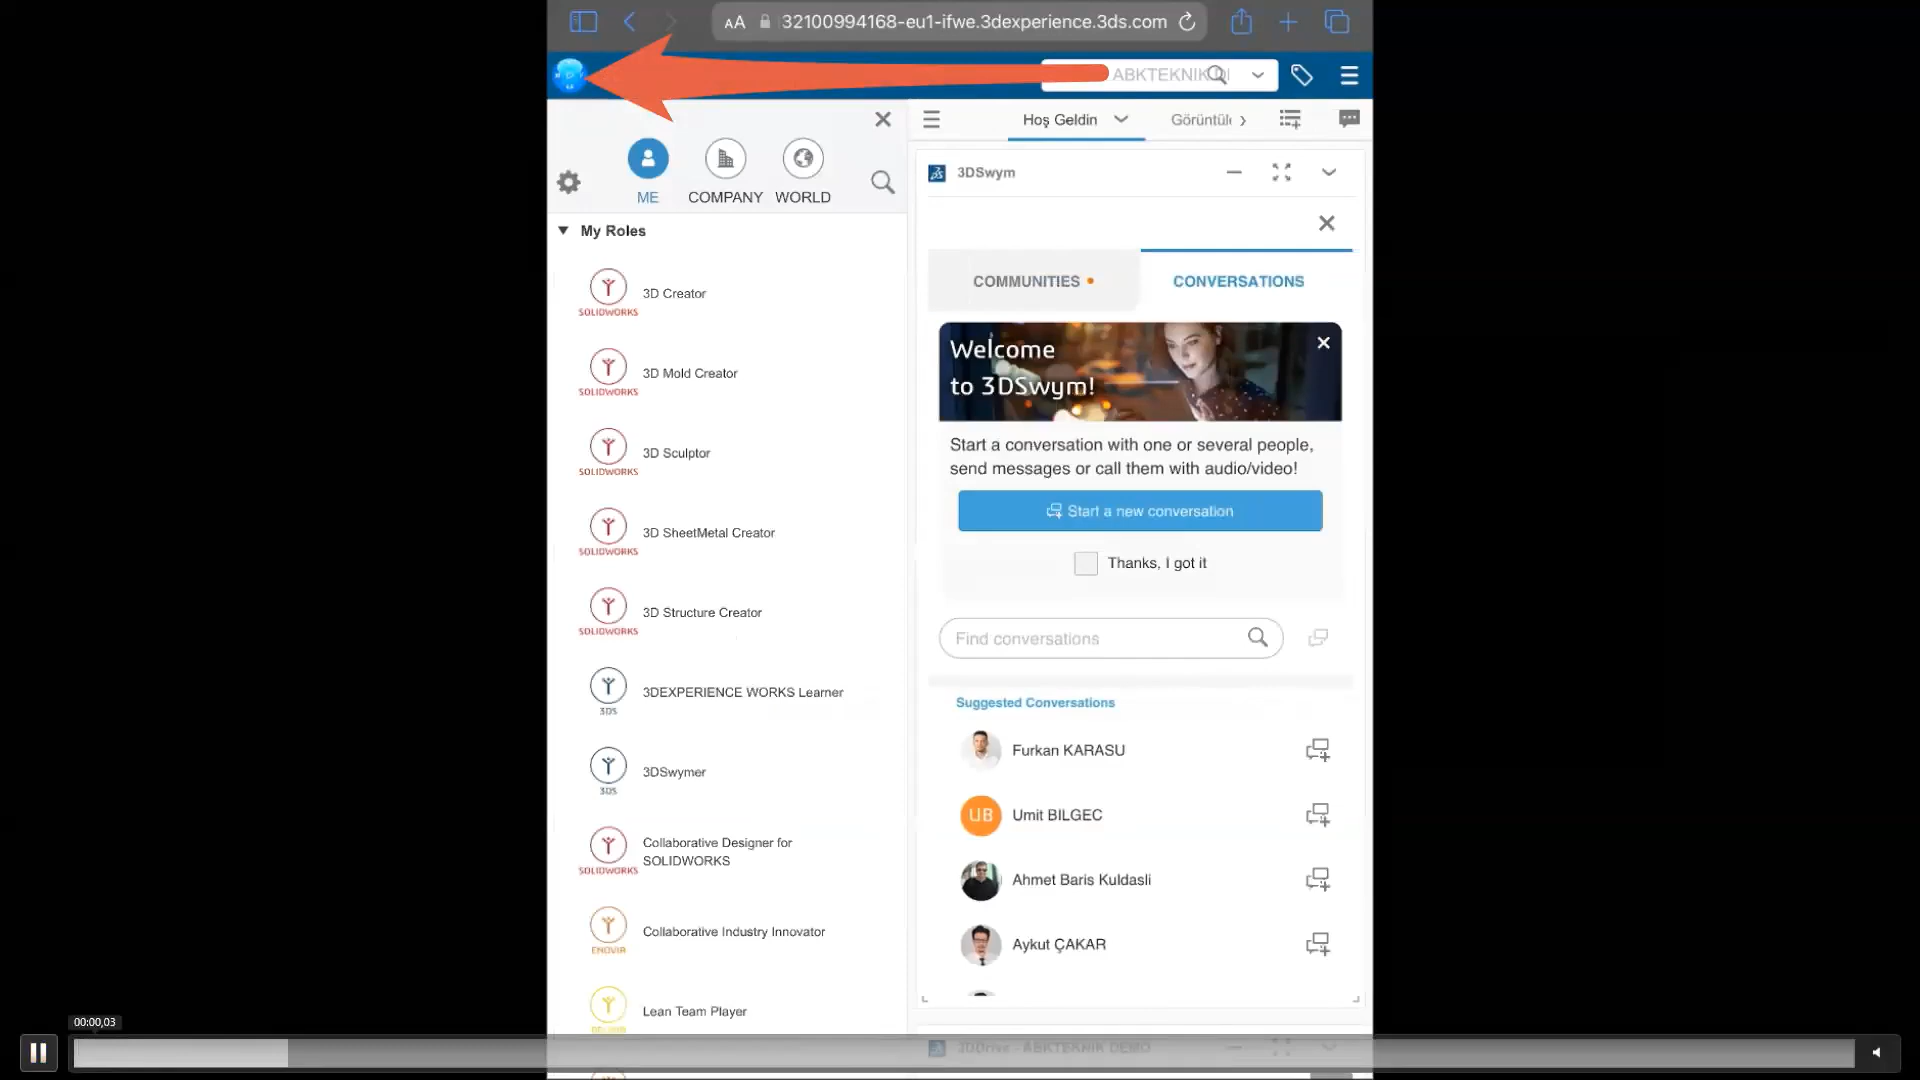 AA 32100994168-eu1-ifwe.3dexperience.3ds.com
ABKTEKNIK
ME
COMPANY
WORLD
My Roles
SOLIDWORKS
3D Creator
SOLIDWORKS
3D Mold Creator
SOLIDWORKS
3D Sculptor
SOLIDWORKS
3D SheetMetal Creator
SOLIDWORKS
3D Structure Creator
3DS
3DEXPERIENCE WORKS Learner
3DS
3DSwymer
SOLIDWORKS
Collaborative Designer for
SOLIDWORKS
ENOVIA
Collaborative Industry Innovator
Lean Team Player
Hoş Geldin
Görüntül
3DSwym
COMMUNITIES
CONVERSATIONS
Welcome
to 3DSwym!
Start a conversation with one or several people,
send messages or call them with audio/video!
Start a new conversation
Thanks, I got it
Find conversations
Suggested Conversations
Furkan KARASU
UB
Umit BILGEC
Ahmet Baris Kuldasli
Aykut ÇAKAR
3DDrive - ABKTEKNIK DEMO
00:00,03